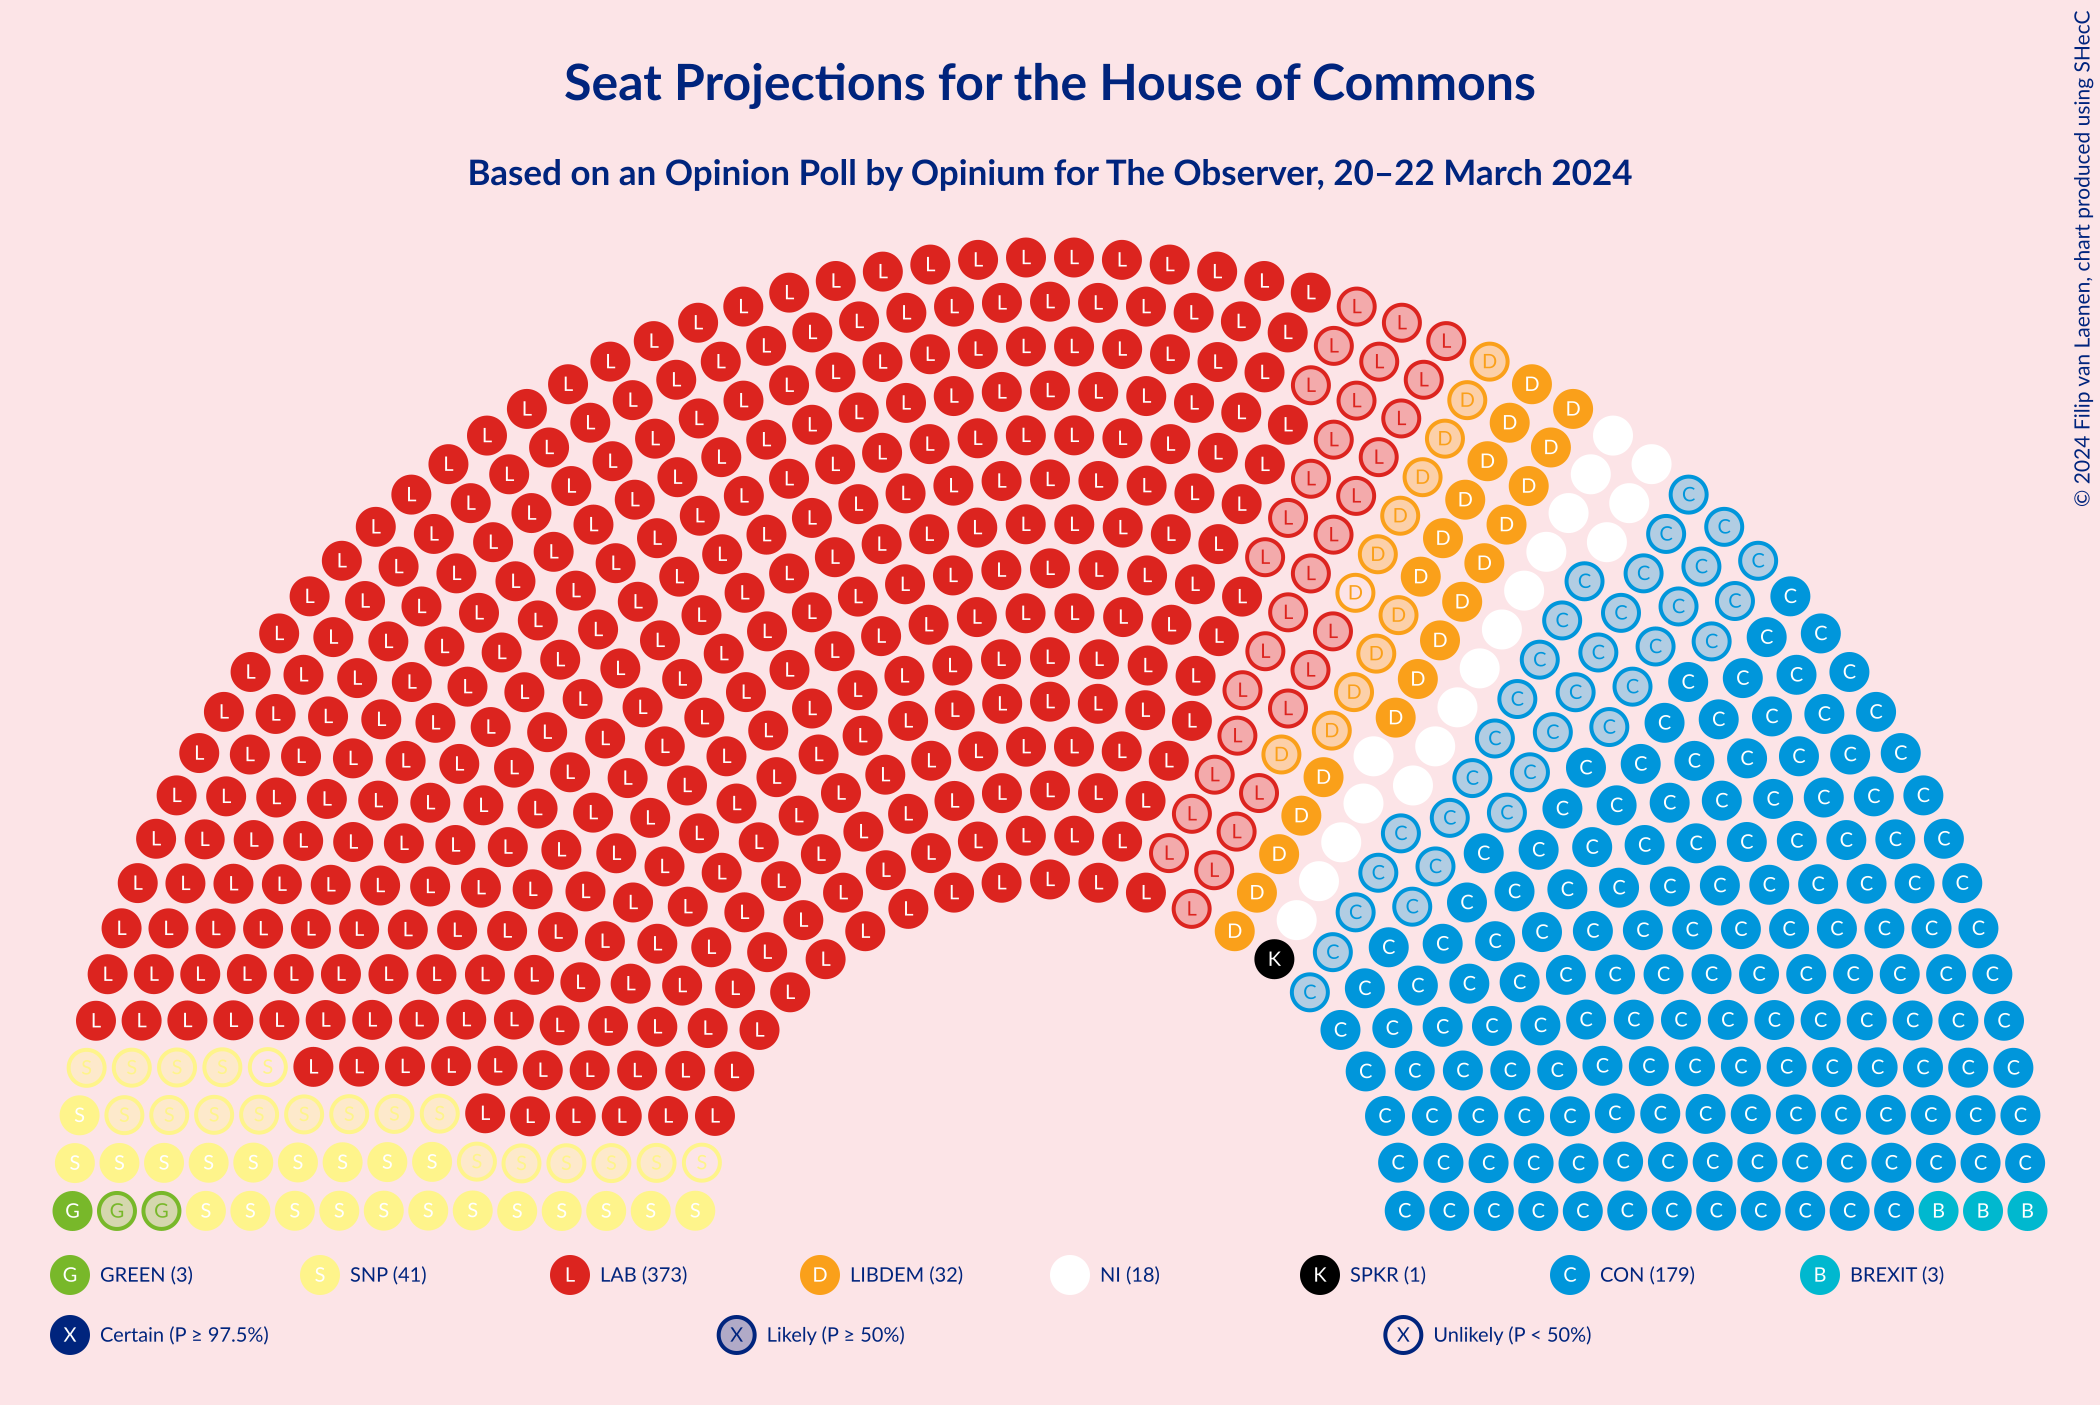 Seat Projections for the House of Commons
Based on an Opinion Poll by Opinium for The Observer, 20–22 March 2024
© 2024 Filip van Laenen, chart produced using SHecC
G GREEN (3)
S SNP (41)
L LAB (373)
D LIBDEM (32)
NI (18)
K SPKR (1)
C CON (179)
B BREXIT (3)
X Certain (P ≥ 97.5%)
X Likely (P ≥ 50%)
X Unlikely (P < 50%)